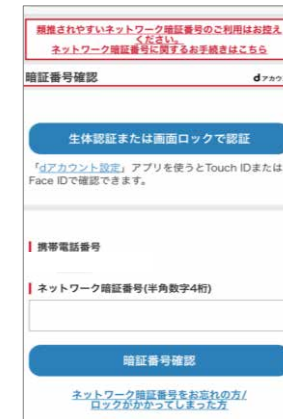 類推されやすいネットワーク暗証番号のご利用はお控え
ください。
ネットワーク暗証番号に関するお手続きはこちら
暗証番号確認
dアカウ
生体認証または画面ロックで認証
「dアカウント設定」アプリを使うとTouch IDまたは
Face IDで確認できます。
携帯電話番号
ネットワーク暗証番号(半角数字4桁)
暗証番号確認
ネットワーク暗証番号をお忘れの方/
ロックがかかってしまった方